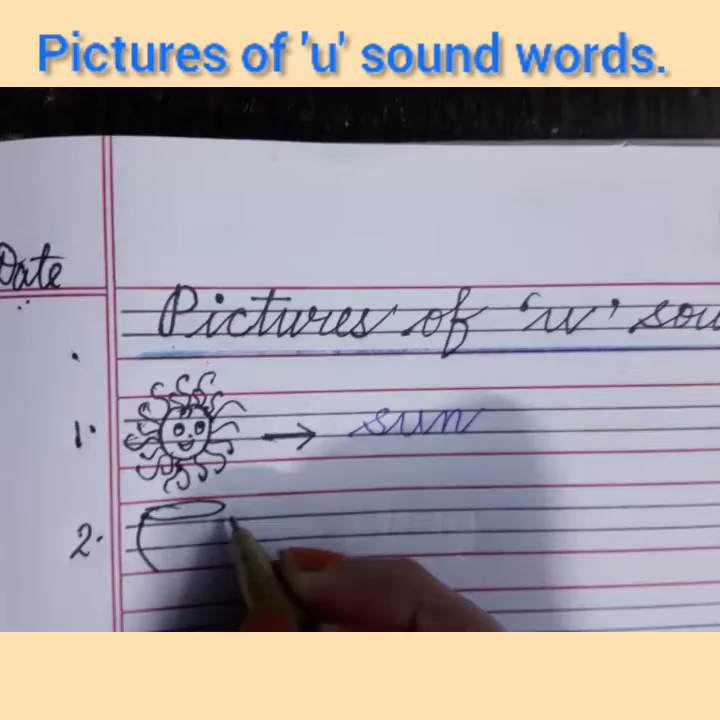 Pictures of 'u' sound words.
Date
Pictures of 'u' sou
1. → sun
2.